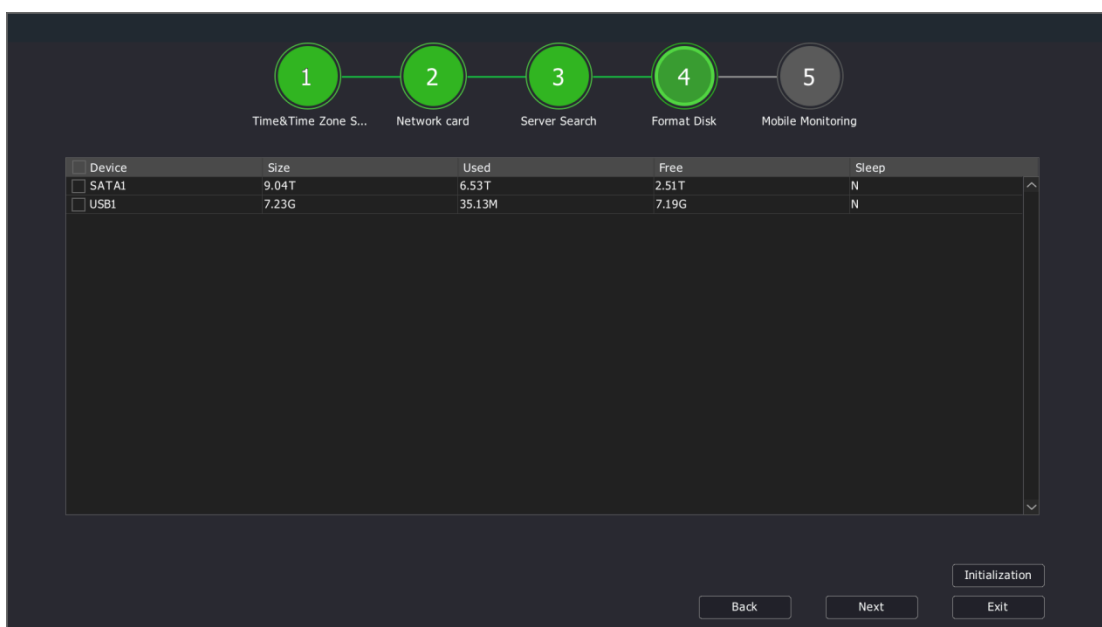 1 2 3 4 5
Time&Time Zone S... Network card Server Search Format Disk Mobile Monitoring
Device Size Used Free Sleep
SATA1 9.04T 6.53T 2.51T N
USB1 7.23G 35.13M 7.19G N
Initialization
Back Next Exit